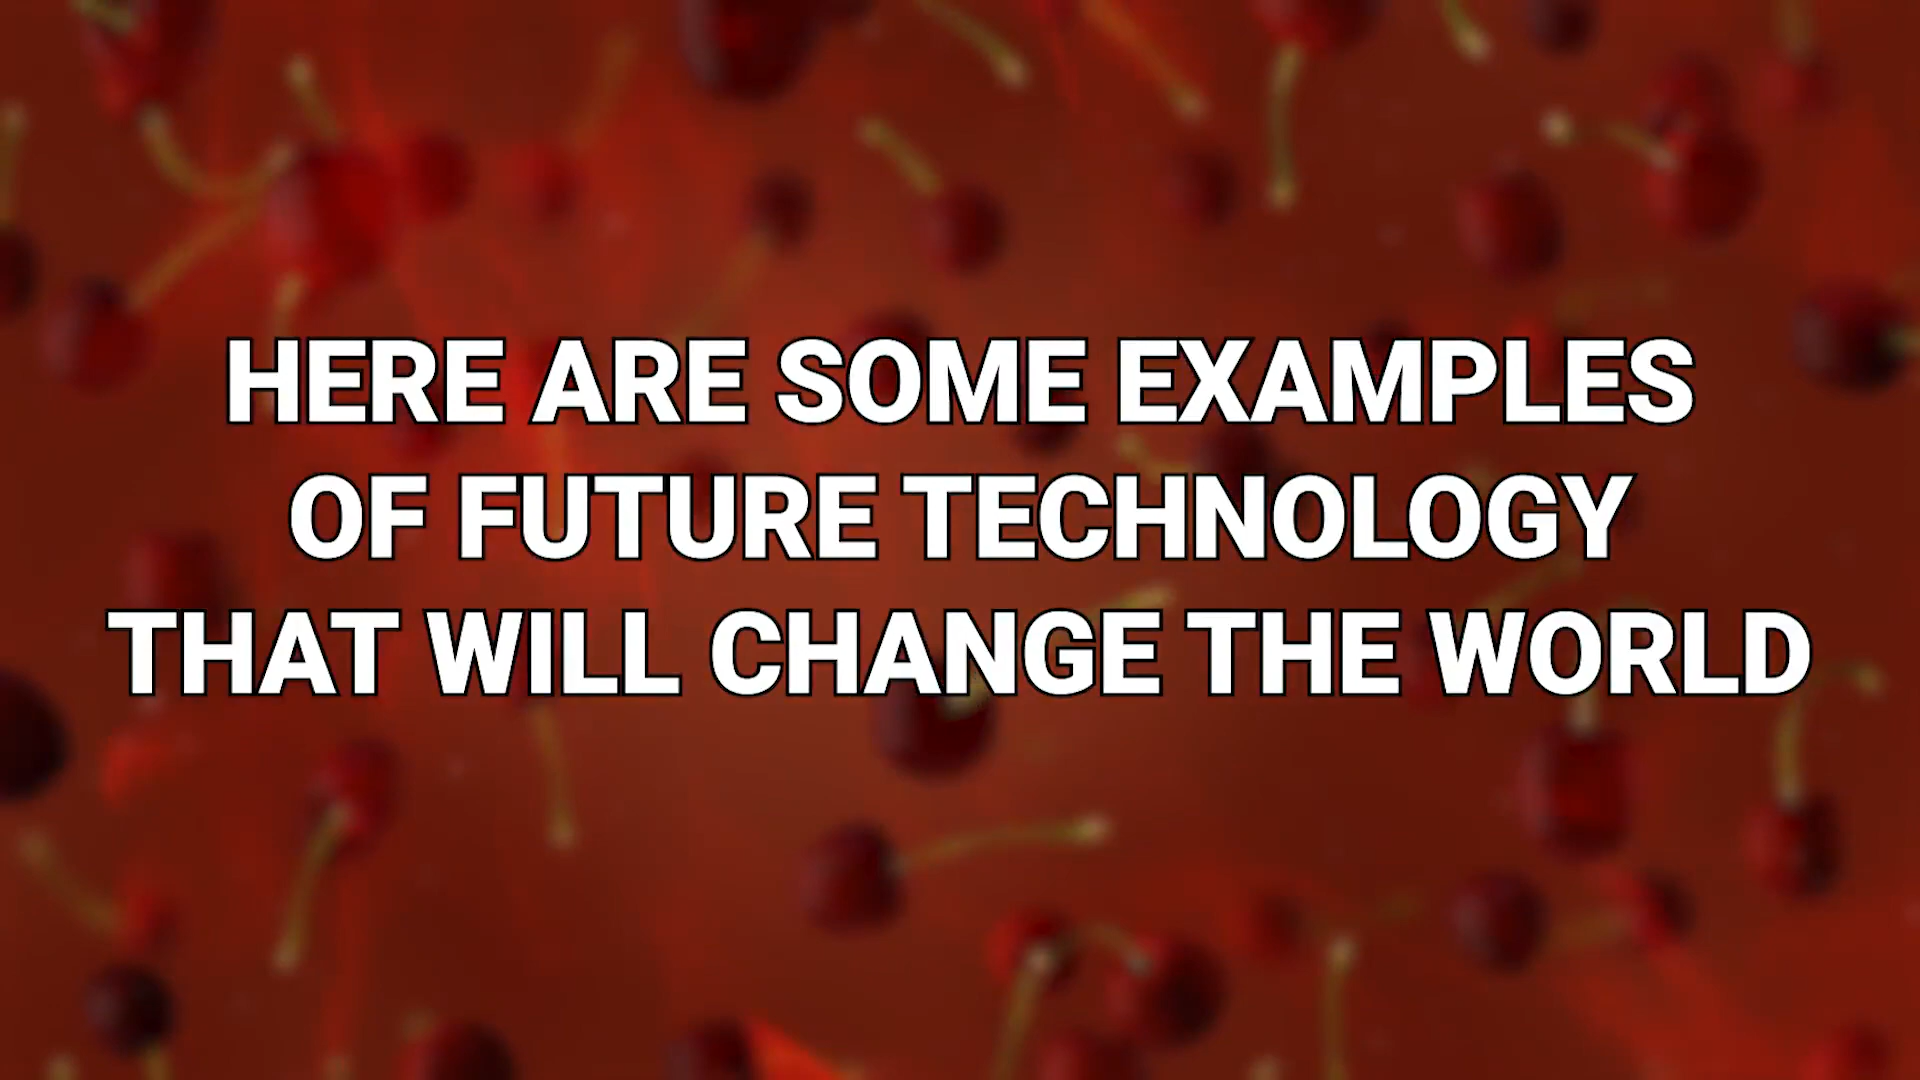 HERE ARE SOME EXAMPLES
OF FUTURE TECHNOLOGY
THAT WILL CHANGE THE WORLD